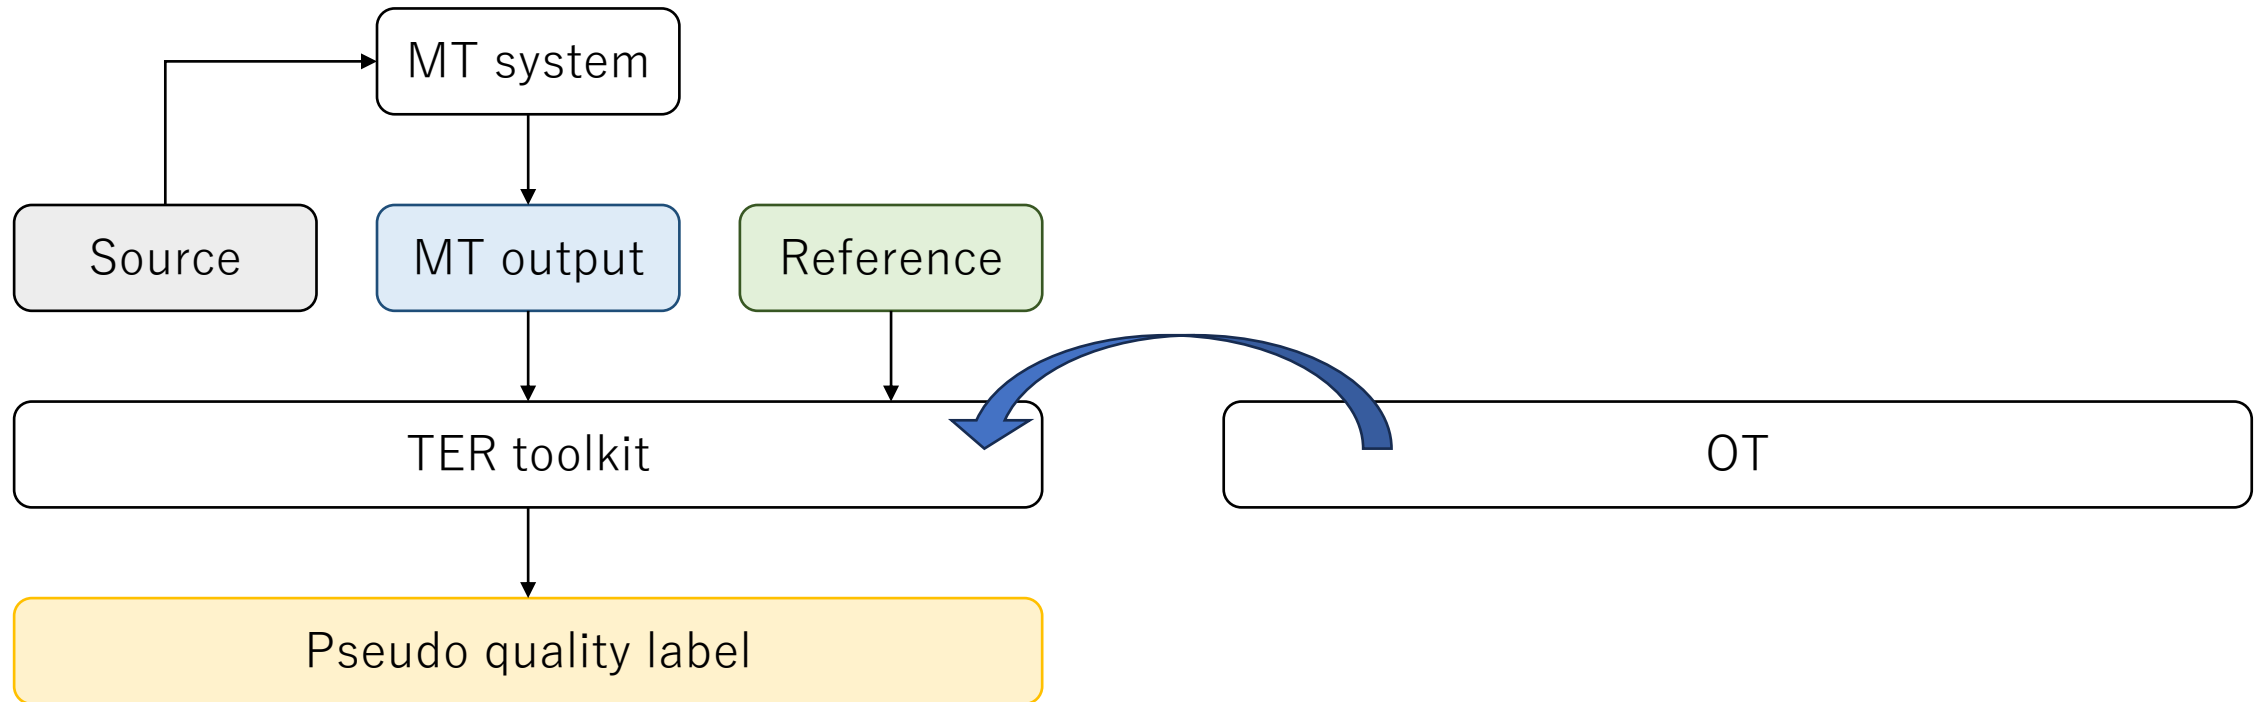 MT system
Source
MT output
Reference
TER toolkit
OT
Pseudo quality label